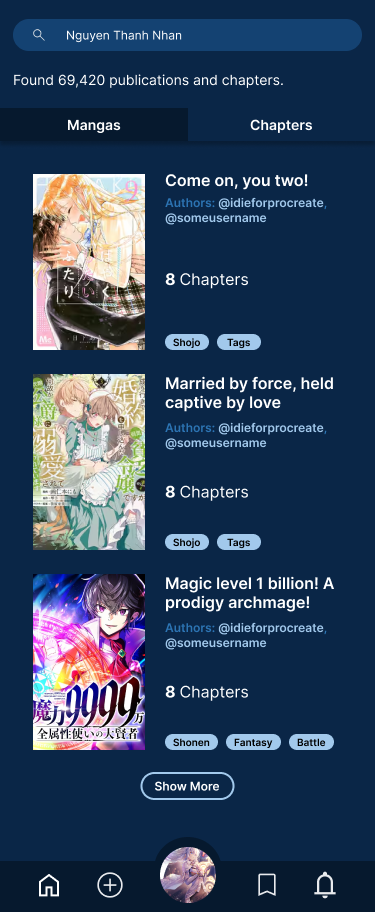 Nguyen Thanh Nhan
Found 69,420 publications and chapters.
Mangas
Chapters
Come on, you two!
Authors: @idieforprocreate,
@someusername
8 Chapters
Shojo
Tags
Married by force, held
captive by love
Authors: @idieforprocreate,
@someusername
8 Chapters
Shojo
Tags
Magic level 1 billion! A
prodigy archmage!
Authors: @idieforprocreate,
@someusername
8 Chapters
魔力9999万
全属性使いの大賢者
Shonen
Fantasy
Battle
Show More